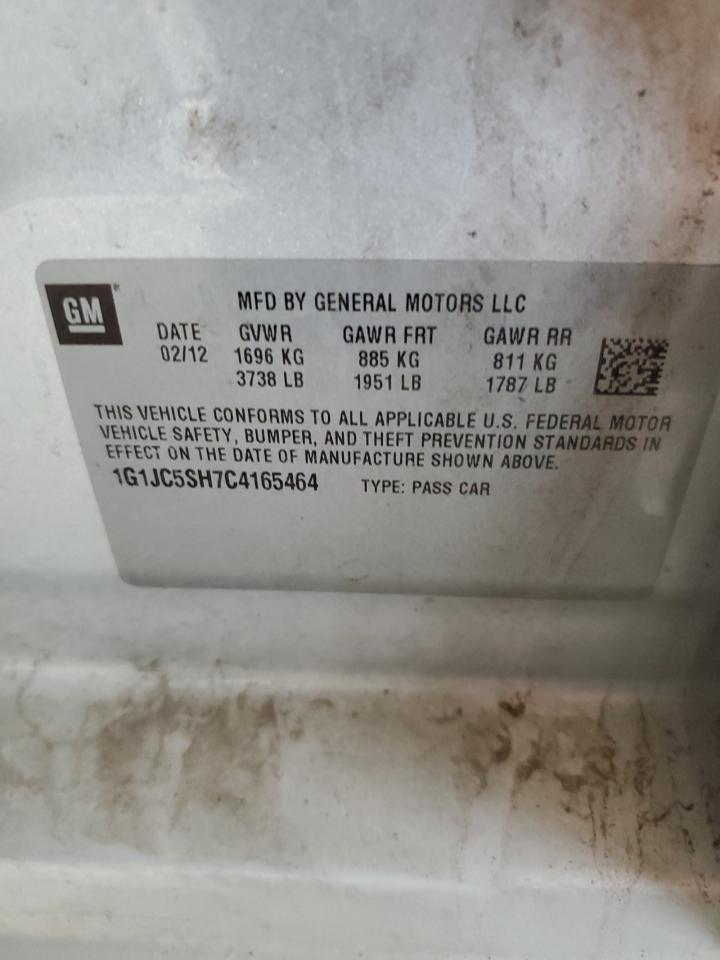 GM®
MFD BY GENERAL MOTORS LLC
DATE GVWR GAWR FRT GAWR RR
02/12 1696 KG 885 KG 811 KG
3738 LB 1951 LB 1787 LB
THIS VEHICLE CONFORMS TO ALL APPLICABLE U.S. FEDERAL MOTOR
VEHICLE SAFETY, BUMPER, AND THEFT PREVENTION STANDARDS IN
EFFECT ON THE DATE OF MANUFACTURE SHOWN ABOVE.
1G1JC5SH7C4165464 TYPE: PASS CAR